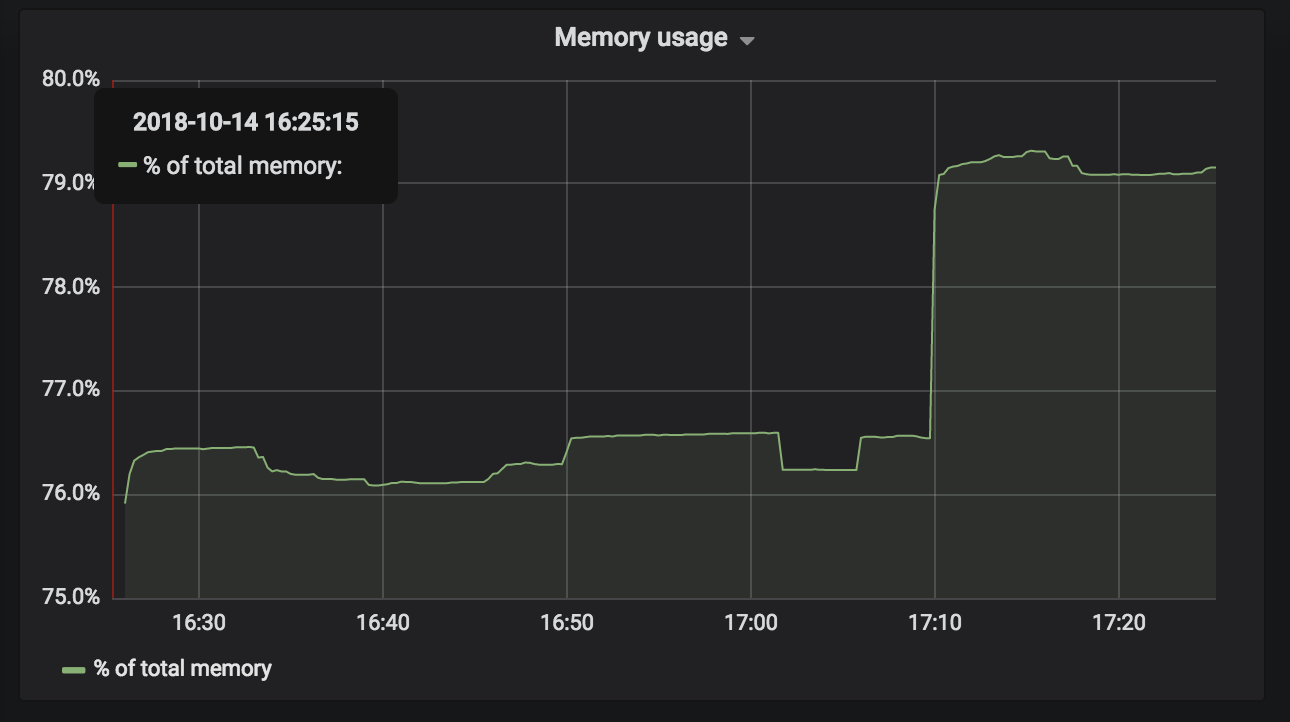 Memory usage
80.0%
2018-10-14 16:25:15
% of total memory:
79.0%
78.0%
77.0%
76.0%
75.0%
16:30 16:40 16:50 17:00 17:10 17:20
% of total memory